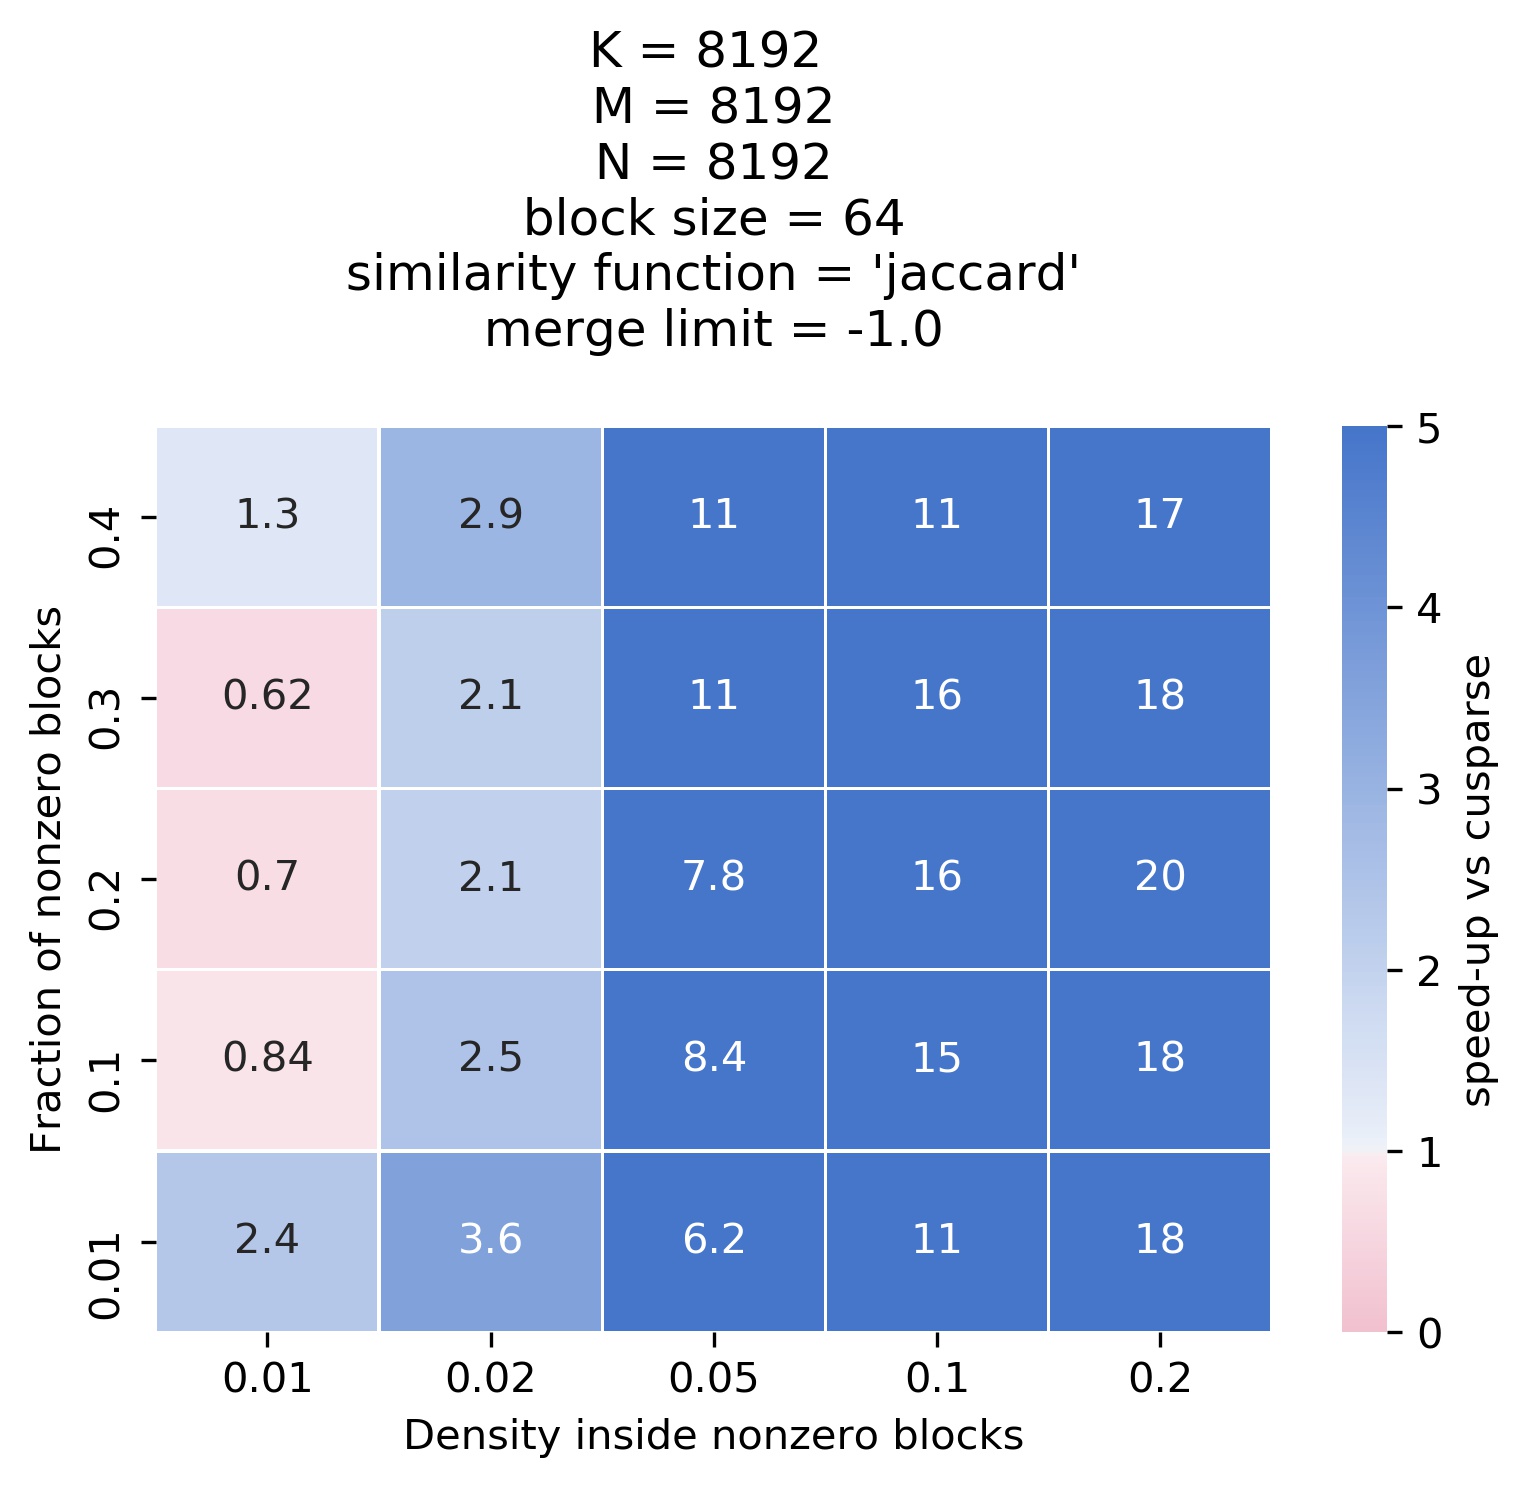 K = 8192
M = 8192
N = 8192
block size = 64
similarity function = 'jaccard'
merge limit = -1.0
Fraction of nonzero blocks
0.4 1.3 2.9 11 11 17
0.3 0.62 2.1 11 16 18
0.2 0.7 2.1 7.8 16 20
0.1 0.84 2.5 8.4 15 18
0.01 2.4 3.6 6.2 11 18
0.01 0.02 0.05 0.1 0.2
Density inside nonzero blocks
5
4
3
2
1
0
speed-up vs cusparse